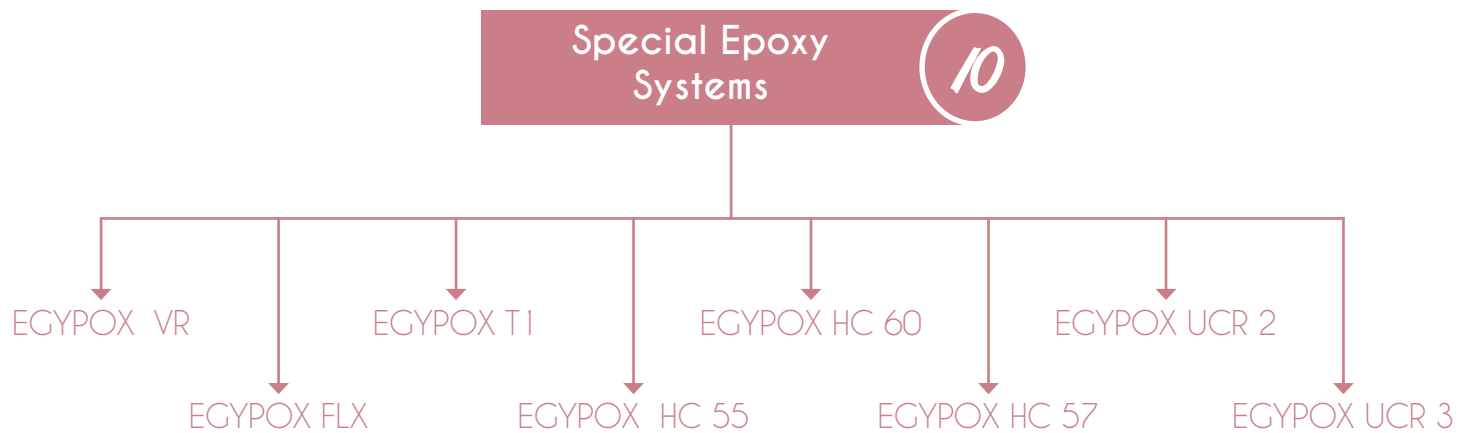 Special Epoxy
Systems
10
EGYPOX VR
EGYPOX T1
EGYPOX HC 60
EGYPOX UCR 2
EGYPOX FLX
EGYPOX HC 55
EGYPOX HC 57
EGYPOX UCR 3